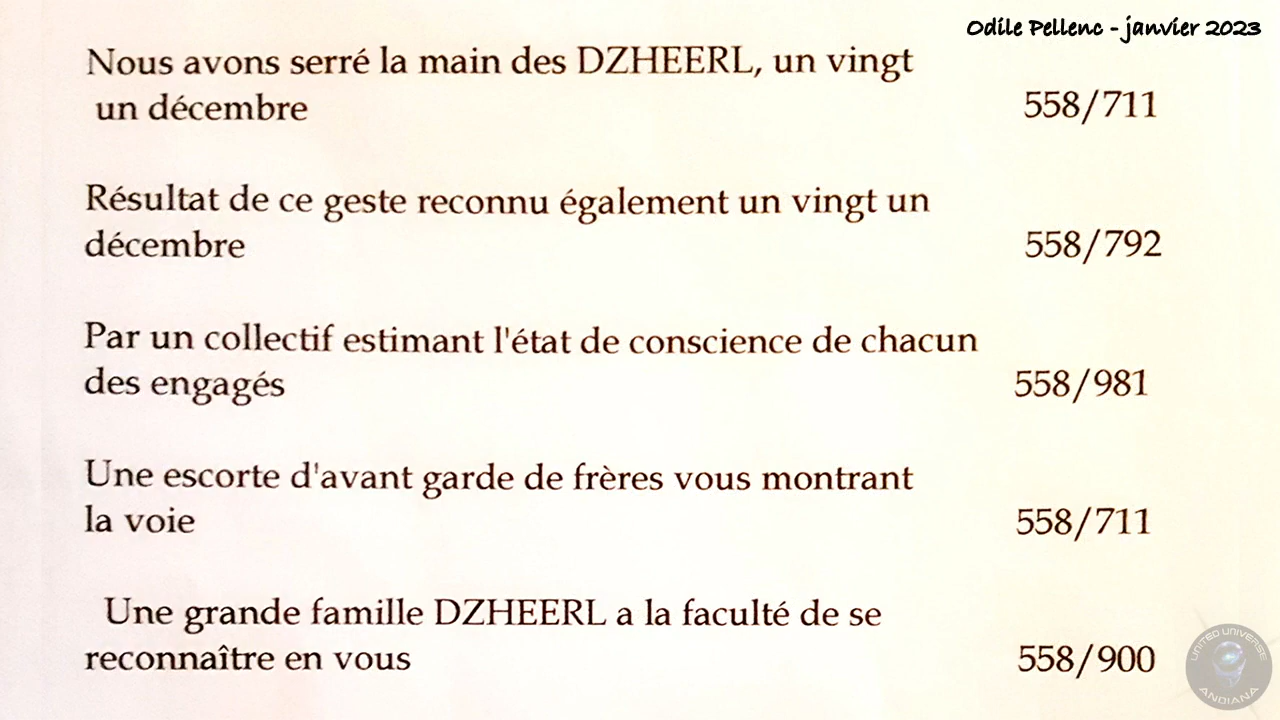 Odile Pellenc - janvier 2023
Nous avons serré la main des DZHEERL, un vingt
un décembre 558/711
Résultat de ce geste reconnu également un vingt un
décembre 558/792
Par un collectif estimant l'état de conscience de chacun
des engagés 558/981
Une escorte d'avant garde de frères vous montrant
la voie 558/711
Une grande famille DZHEERL a la faculté de se
reconnaître en vous 558/900
UNITED UNIVERSE
ANDIANA